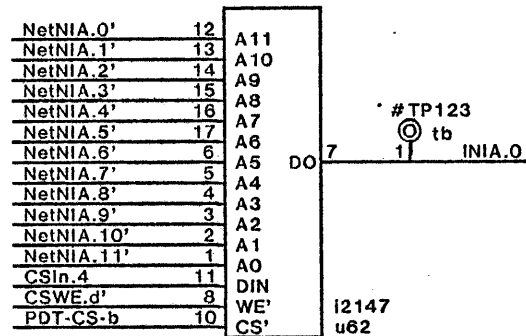 NetNIA.0' 12 A11
NetNIA.1' 13 A10
NetNIA.2' 14 A9
NetNIA.3' 15 A8
NetNIA.4' 16 A7
NetNIA.5' 17 A6
NetNIA.6' 6 A5
NetNIA.7' 5 A4
NetNIA.8' 4 A3
NetNIA.9' 3 A2
NetNIA.10' 2 A1
NetNIA.11' 1 A0
CSIn.4 11 DIN
CSWE.d' 8 WE'
PDT-CS-b 10 CS'
DO 7 1 INIA.0
#TP123
tb
i2147
u62